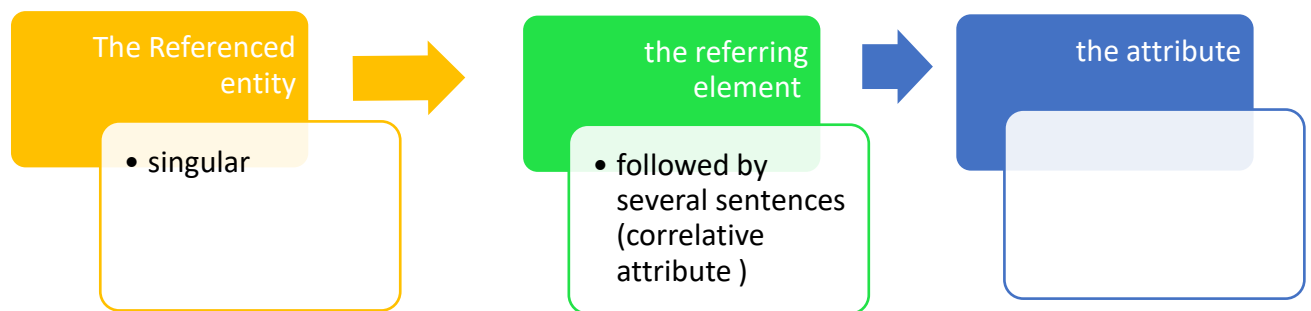 The Referenced
entity
• singular
the referring
element
• followed by
several sentences
(correlative
attribute )
the attribute